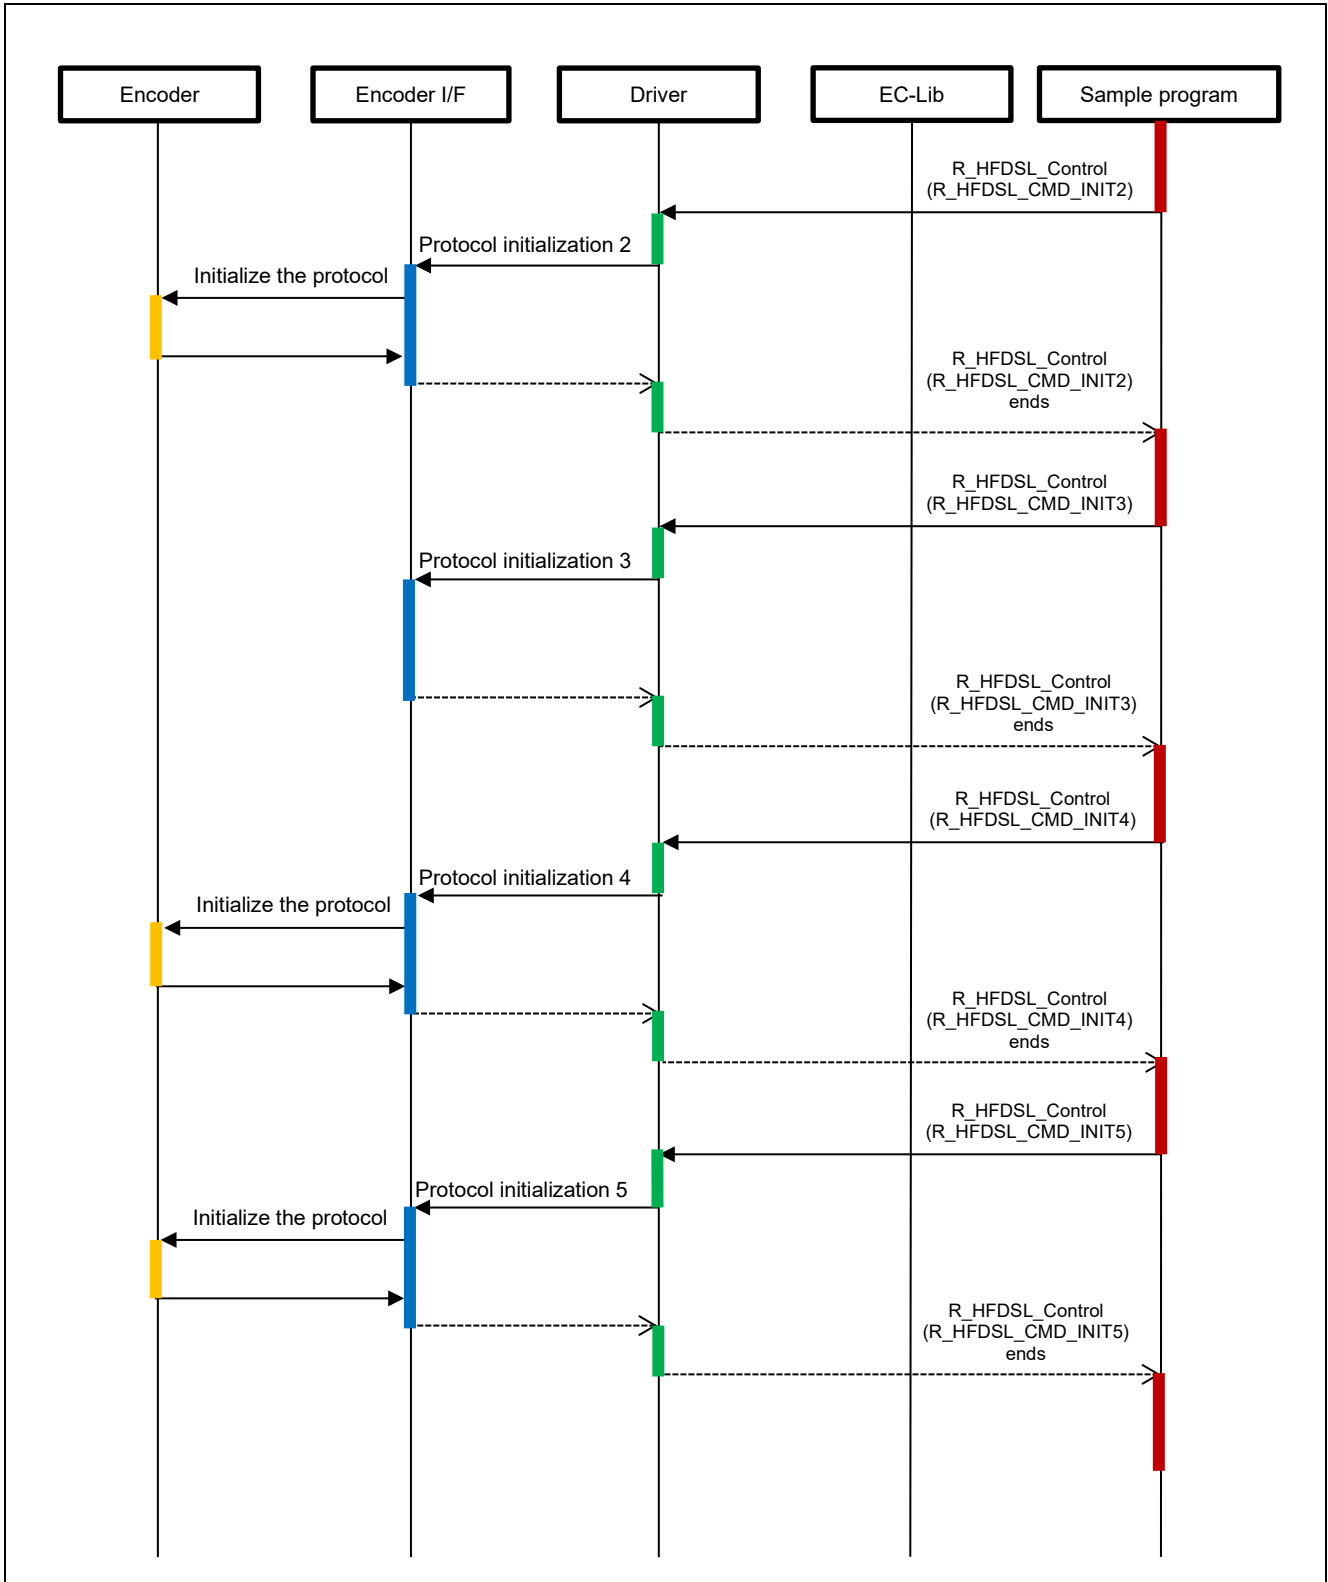 Encoder
Encoder I/F
Driver
EC-Lib
Sample program
R_HFDSL_Control
(R_HFDSL_CMD_INIT2)
Protocol initialization 2
Initialize the protocol
R_HFDSL_Control
(R_HFDSL_CMD_INIT2)
ends
R_HFDSL_Control
(R_HFDSL_CMD_INIT3)
Protocol initialization 3
R_HFDSL_Control
(R_HFDSL_CMD_INIT3)
ends
R_HFDSL_Control
(R_HFDSL_CMD_INIT4)
Protocol initialization 4
Initialize the protocol
R_HFDSL_Control
(R_HFDSL_CMD_INIT4)
ends
R_HFDSL_Control
(R_HFDSL_CMD_INIT5)
Protocol initialization 5
Initialize the protocol
R_HFDSL_Control
(R_HFDSL_CMD_INIT5)
ends